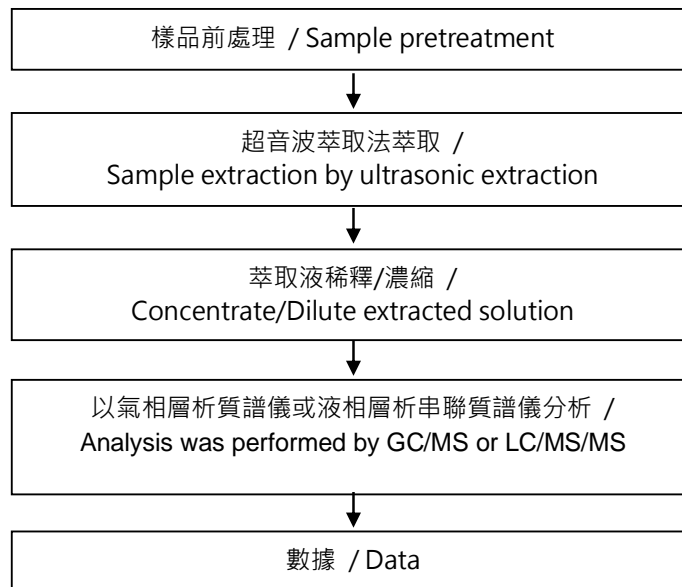 樣品前處理 / Sample pretreatment
超音波萃取法萃取 /
Sample extraction by ultrasonic extraction
萃取液稀釋/濃縮 /
Concentrate/Dilute extracted solution
以氣相層析質譜儀或液相層析串聯質譜儀分析 /
Analysis was performed by GC/MS or LC/MS/MS
數據 / Data